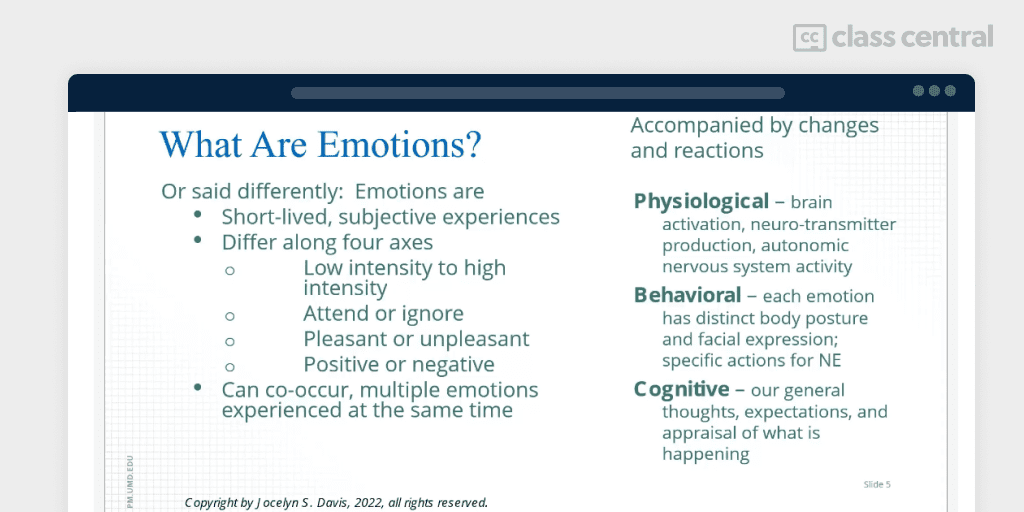 cc class central
What Are Emotions?
Or said differently: Emotions are
• Short-lived, subjective experiences
• Differ along four axes
o Low intensity to high
intensity
o Attend or ignore
o Pleasant or unpleasant
o Positive or negative
• Can co-occur, multiple emotions
experienced at the same time
Accompanied by changes
and reactions
Physiological – brain
activation, neuro-transmitter
production, autonomic
nervous system activity
Behavioral – each emotion
has distinct body posture
and facial expression;
specific actions for NE
Cognitive – our general
thoughts, expectations, and
appraisal of what is
happening
Slide 5
PM.UMD.EDU
Copyright by Jocelyn S. Davis, 2022, all rights reserved.